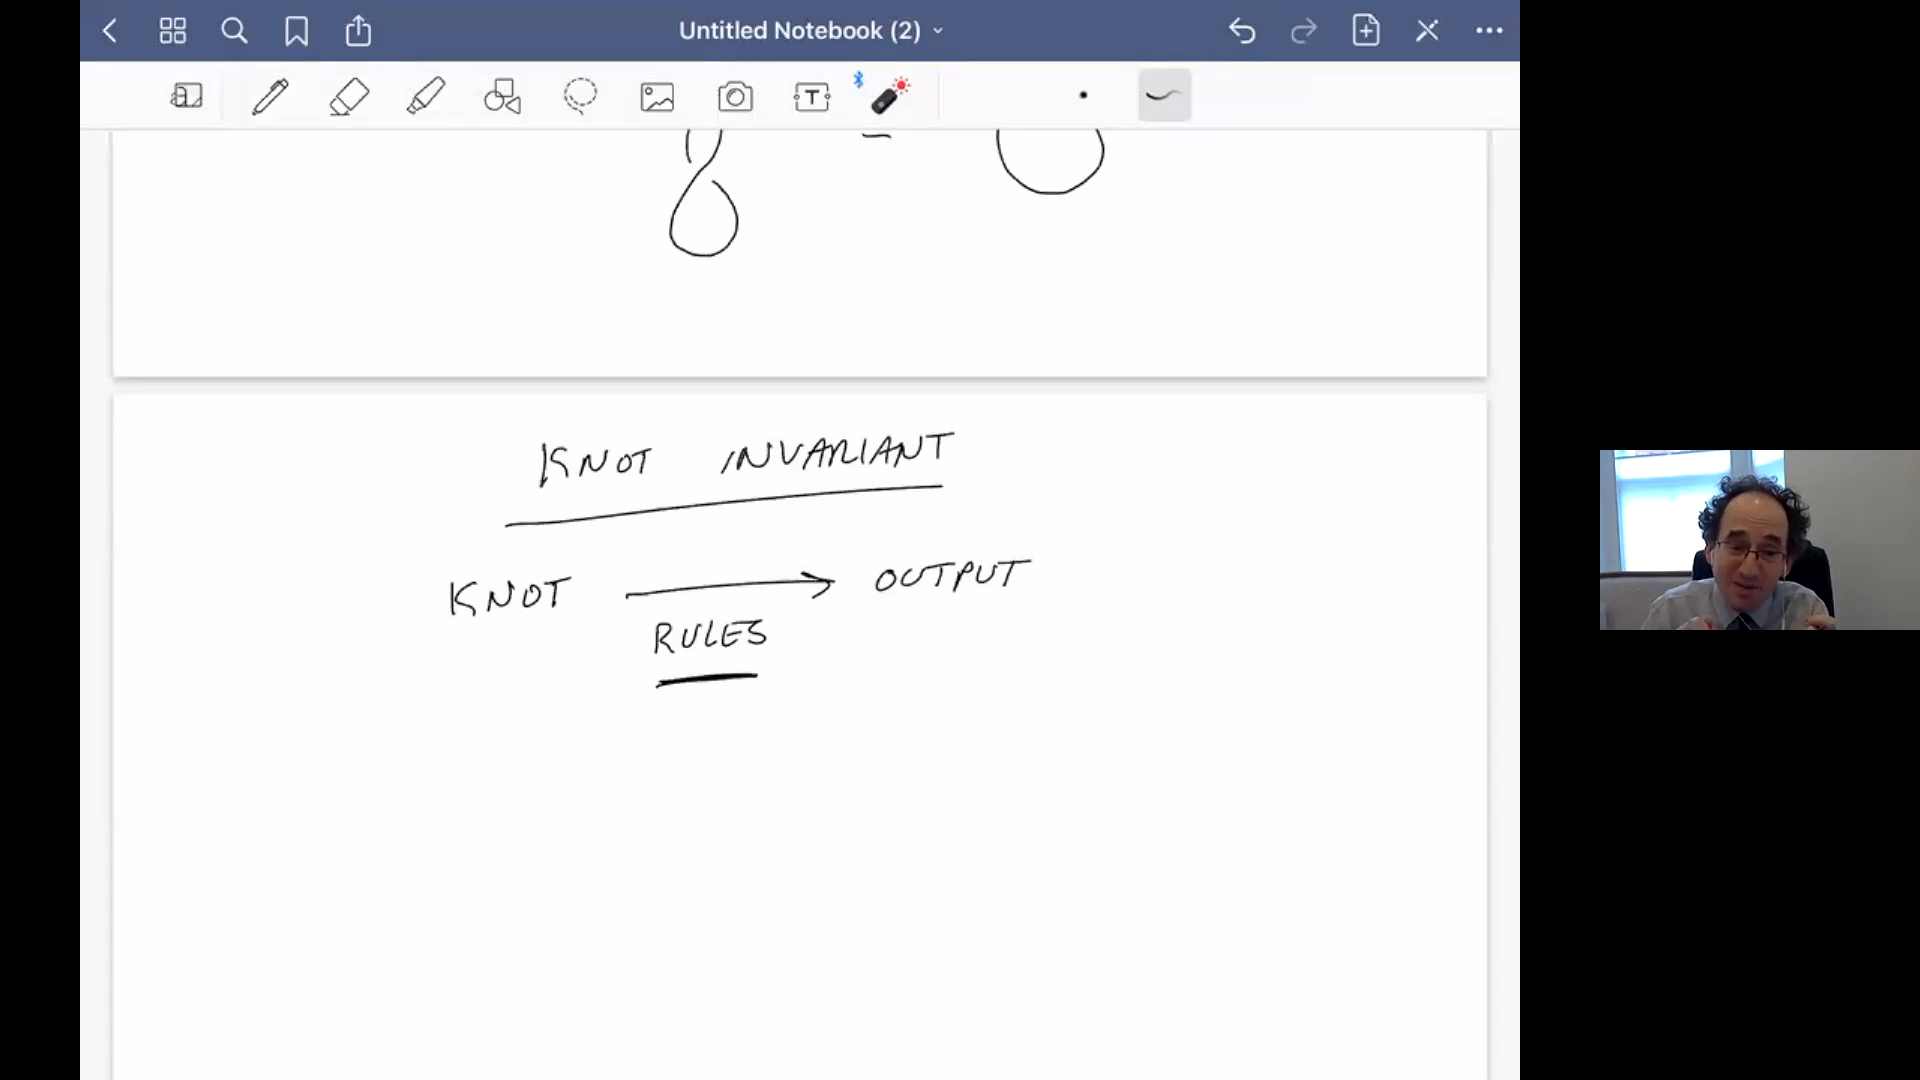 Untitled Notebook (2)
T
KNOT INVARIANT
KNOT → OUTPUT
RULES